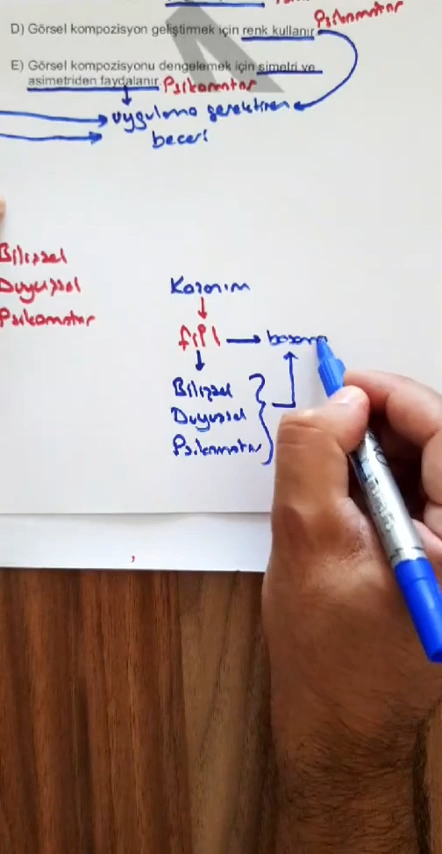 Psikomotor
D) Görsel kompozisyon geliştirmek için renk kullanır.
E) Görsel kompozisyonu dengelemek için simetri ve
asimetriden faydalanır. Psikomotor
uygulama gerektiren
beceri
Bilişsel
Duyuşsal
Psikomotor
Kazanım
fiil → basama
Bilişsel
Duyuşsal
Psikomotor